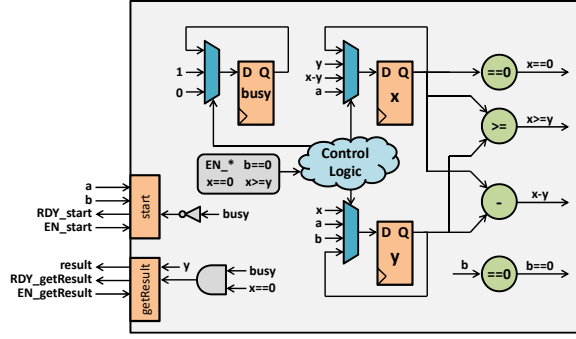 1
0
D Q
busy
y
x-y
a
D Q
x
==0
x==0
>=
x>=y
Control
Logic
EN_* b==0
x==0 x>=y
a
b
RDY_start
EN_start
start
busy
x
a
b
D Q
y
-
x-y
result
RDY_getResult
EN_getResult
getResult
y
busy
x==0
b
==0
b==0